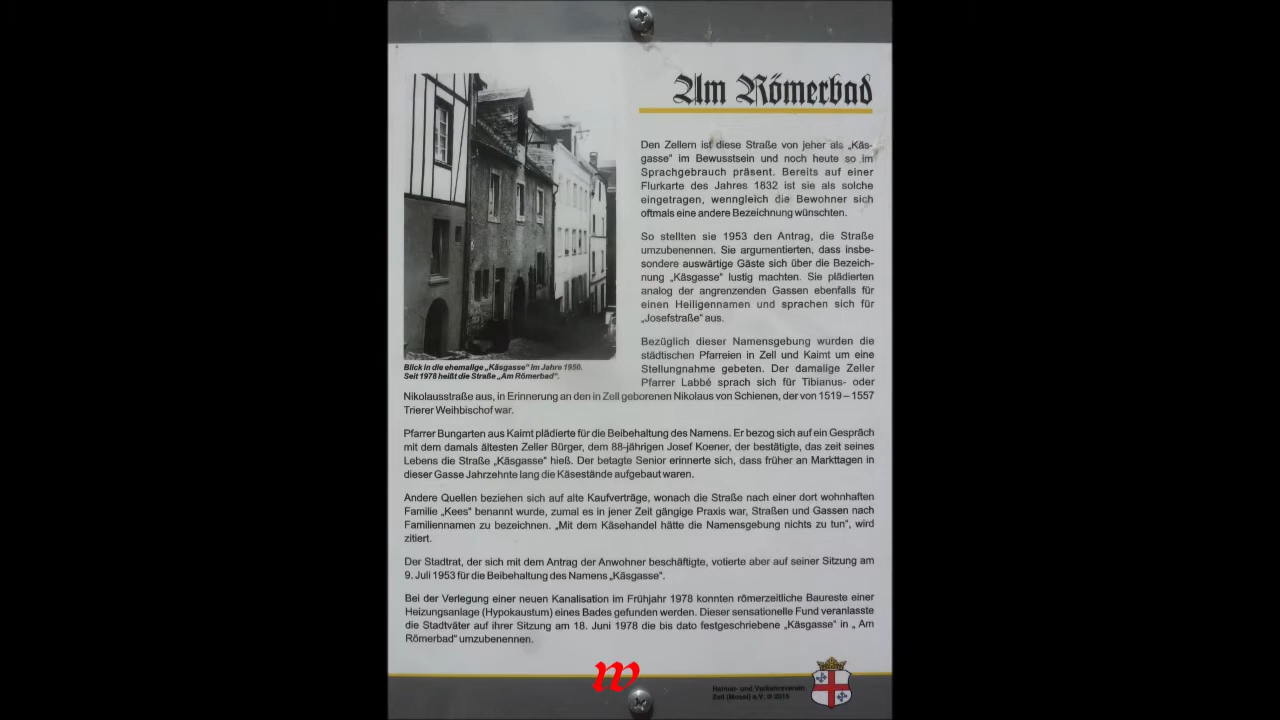 Am Römerbad
Den Zellern ist diese Straße von jeher als „Käs-
gasse“ im Bewusstsein und noch heute so im
Sprachgebrauch präsent. Bereits auf einer
Flurkarte des Jahres 1832 ist sie als solche
eingetragen, wenngleich die Bewohner sich
oftmals eine andere Bezeichnung wünschten.
So stellten sie 1953 den Antrag, die Straße
umzubenennen. Sie argumentierten, dass insbe-
sondere auswärtige Gäste sich über die Bezeich-
nung „Käsgasse“ lustig machten. Sie plädierten
analog der angrenzenden Gassen ebenfalls für
einen Heiligennamen und sprachen sich für
„Josefstraße“ aus.
Blick in die ehemalige „Käsgasse“ im Jahre 1950.
Seit 1978 heißt die Straße „Am Römerbad“.
Bezüglich dieser Namensgebung wurden die
städtischen Pfarreien in Zell und Kaimt um eine
Stellungnahme gebeten. Der damalige Zeller
Pfarrer Labbé sprach sich für Tibianus- oder
Nikolausstraße aus, in Erinnerung an den in Zell geborenen Nikolaus von Schienen, der von 1519 – 1557
Trierer Weihbischof war.
Pfarrer Bungarten aus Kaimt plädierte für die Beibehaltung des Namens. Er bezog sich auf ein Gespräch
mit dem damals ältesten Zeller Bürger, dem 88-jährigen Josef Koener, der bestätigte, das zeit seines
Lebens die Straße „Käsgasse“ hieß. Der betagte Senior erinnerte sich, dass früher an Markttagen in
dieser Gasse Jahrzehnte lang die Käsestände aufgebaut waren.
Andere Quellen beziehen sich auf alte Kaufverträge, wonach die Straße nach einer dort wohnhaften
Familie „Kees“ benannt wurde, zumal es in jener Zeit gängige Praxis war, Straßen und Gassen nach
Familiennamen zu bezeichnen. „Mit dem Käsehandel hätte die Namensgebung nichts zu tun“, wird
zitiert.
Der Stadtrat, der sich mit dem Antrag der Anwohner beschäftigte, votierte aber auf seiner Sitzung am
9. Juli 1953 für die Beibehaltung des Namens „Käsgasse“.
Bei der Verlegung einer neuen Kanalisation im Frühjahr 1978 konnten römerzeitliche Baureste einer
Heizungsanlage (Hypokaustum) eines Bades gefunden werden. Dieser sensationelle Fund veranlasste
die Stadtväter auf ihrer Sitzung am 18. Juni 1978 die bis dato festgeschriebene „Käsgasse“ in „ Am
Römerbad“ umzubenennen.
w
Heimat- und Verkehrsverein
Zell (Mosel) e.V. © 2015